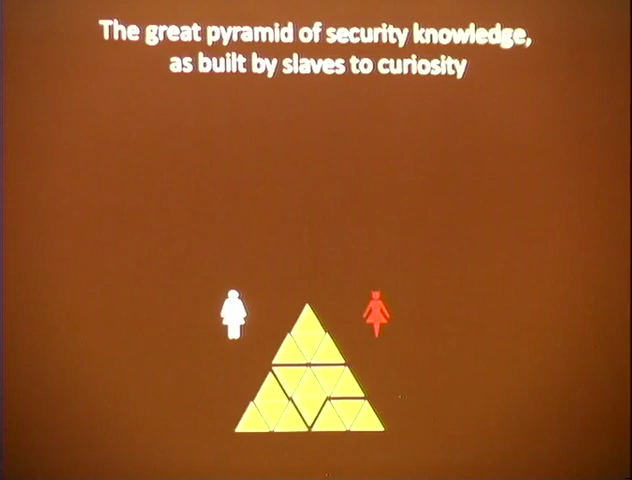 The great pyramid of security knowledge,
as built by slaves to curiosity